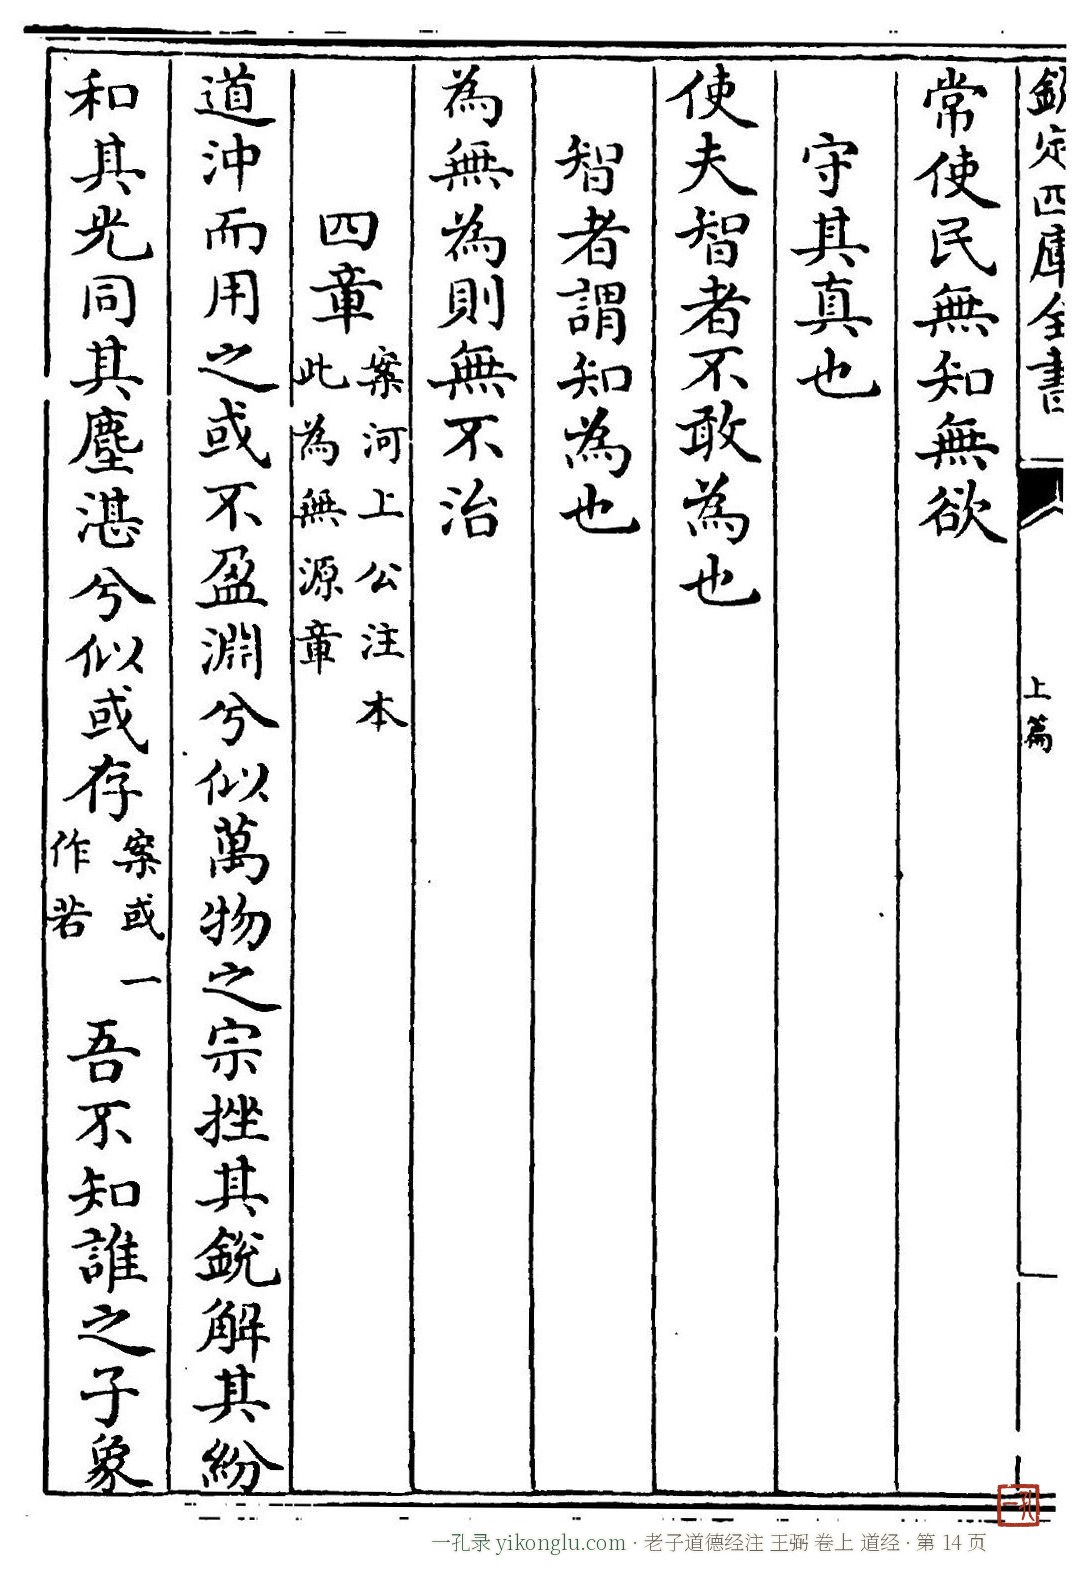 欽定四庫全書
上篇
常使民無知無欲
守其真也
使夫智者不敢為也
智者謂知為也
為無為則無不治
四章案河上公注本此為無源章
道沖而用之或不盈淵兮似萬物之宗挫其銳解其紛
和其光同其塵湛兮似或存案或一作若吾不知誰之子象
一孔
一孔录 yikonglu.com · 老子道德经注 王弼 卷上 道经 · 第 14 页